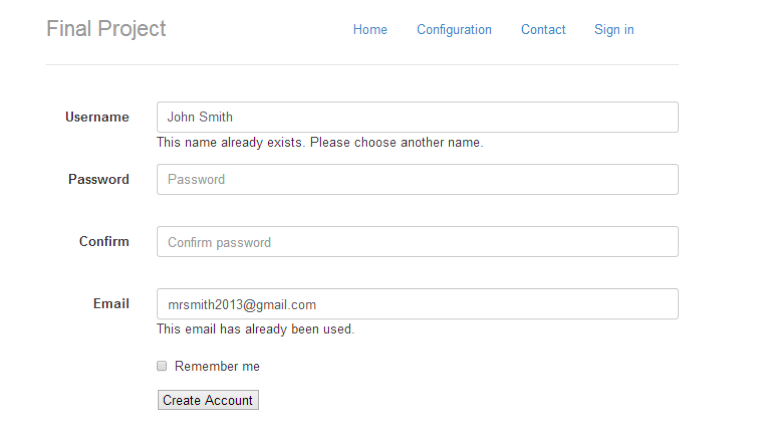 Final Project Home Configuration Contact Sign in
Username John Smith
This name already exists. Please choose another name.
Password Password
Confirm Confirm password
Email mrsmith2013@gmail.com
This email has already been used.
Remember me
Create Account